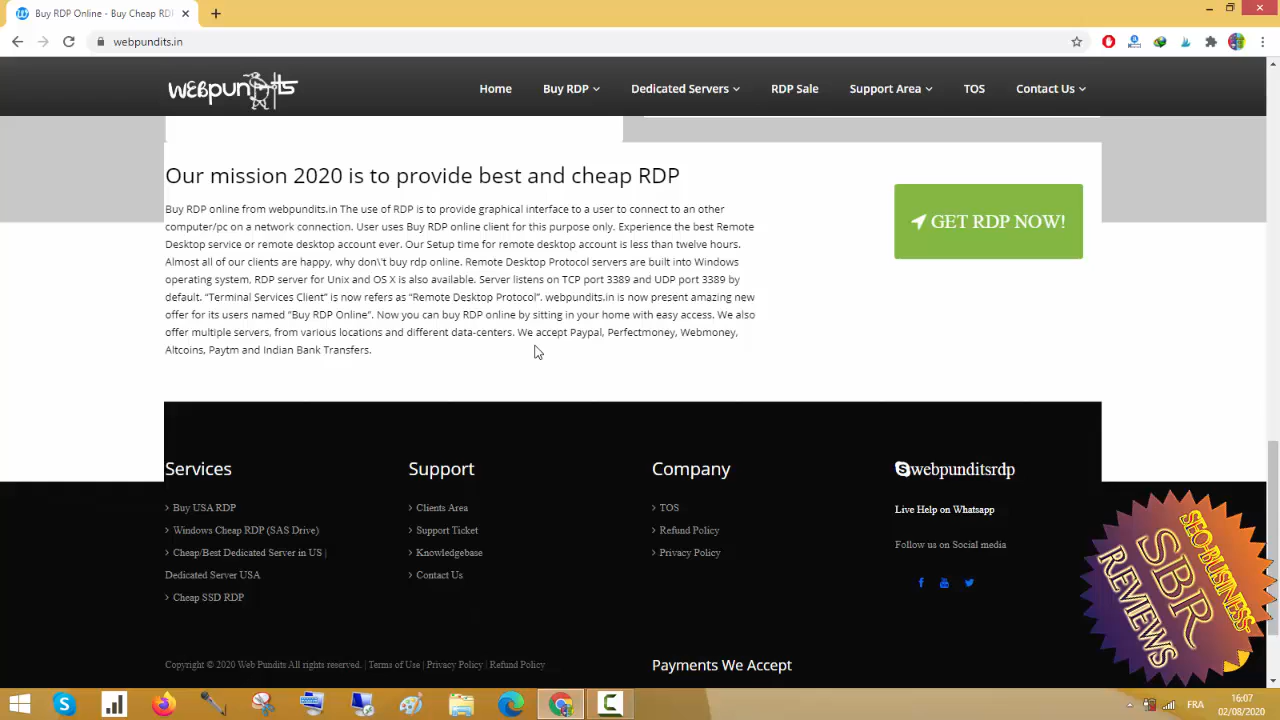 Buy RDP Online - Buy Cheap RD
webpundits.in
WEBPUNDITS
Home
Buy RDP
Dedicated Servers
RDP Sale
Support Area
TOS
Contact Us
Our mission 2020 is to provide best and cheap RDP
Buy RDP online from webpundits.in The use of RDP is to provide graphical interface to a user to connect to an other
computer/pc on a network connection. User uses Buy RDP online client for this purpose only. Experience the best Remote
Desktop service or remote desktop account ever. Our Setup time for remote desktop account is less than twelve hours.
Almost all of our clients are happy, why don\'t buy rdp online. Remote Desktop Protocol servers are built into Windows
operating system, RDP server for Unix and OS X is also available. Server listens on TCP port 3389 and UDP port 3389 by
default. “Terminal Services Client” is now refers as “Remote Desktop Protocol”. webpundits.in is now present amazing new
offer for its users named “Buy RDP Online”. Now you can buy RDP online by sitting in your home with easy access. We also
offer multiple servers, from various locations and different data-centers. We accept Paypal, Perfectmoney, Webmoney,
Altcoins, Paytm and Indian Bank Transfers.
GET RDP NOW!
Services
Buy USA RDP
Windows Cheap RDP (SAS Drive)
Cheap/Best Dedicated Server in US |
Dedicated Server USA
Cheap SSD RDP
Support
Clients Area
Support Ticket
Knowledgebase
Contact Us
Company
TOS
Refund Policy
Privacy Policy
webpunditsrdp
Live Help on Whatsapp
Follow us on Social media
SEO-BUSINESS-
SBR
REVIEWS
Copyright © 2020 Web Pundits All rights reserved. | Terms of Use | Privacy Policy | Refund Policy
Payments We Accept
FRA
16:07
02/08/2020